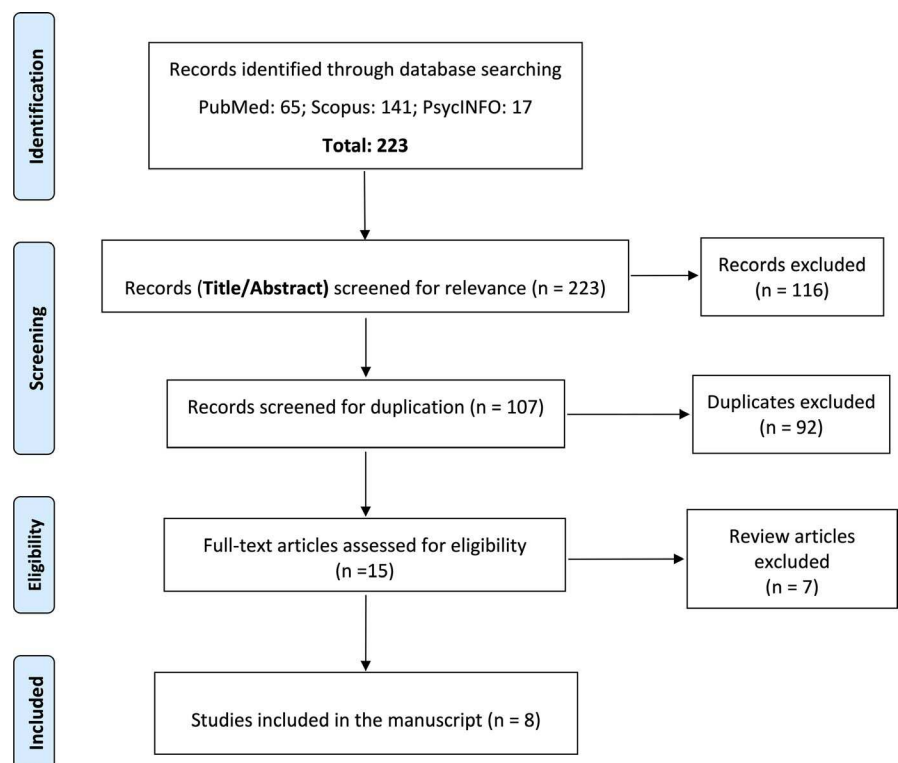 Identification
Records identified through database searching
PubMed: 65; Scopus: 141; PsycINFO: 17
Total: 223
Screening
Records (Title/Abstract) screened for relevance (n = 223)
Records excluded
(n = 116)
Records screened for duplication (n = 107)
Duplicates excluded
(n = 92)
Eligibility
Full-text articles assessed for eligibility
(n =15)
Review articles
excluded
(n = 7)
Included
Studies included in the manuscript (n = 8)